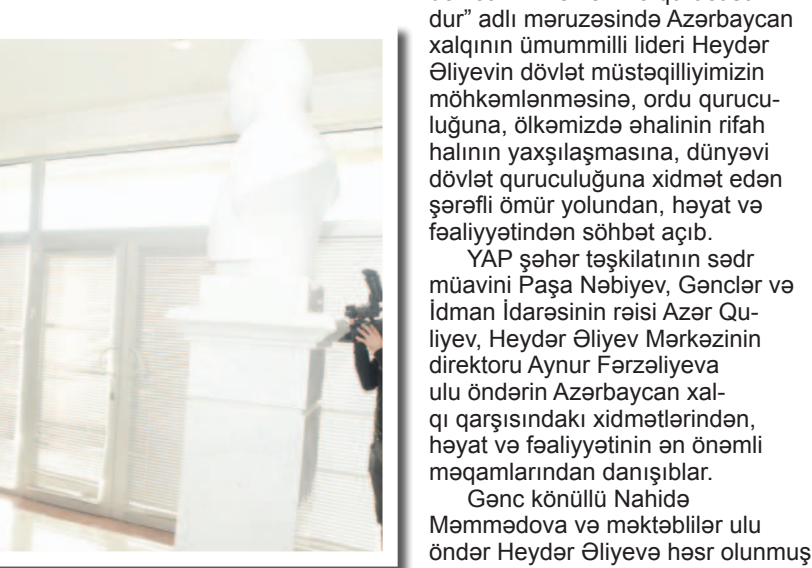 dur” adlı məruzəsində Azərbaycan
xalqının ümummilli lideri Heydər
Əliyevin dövlət müstəqilliyimizin
möhkəmlənməsinə, ordu qurucu-
luğuna, ölkəmizdə əhalinin rifah
halının yaxşılaşmasına, dünyəvi
dövlət quruculuğuna xidmət edən
şərəfli ömür yolundan, həyat və
fəaliyyətindən söhbət açıb.
YAP şəhər təşkilatının sədr
müavini Paşa Nəbiyev, Gənclər və
İdman İdarəsinin rəisi Azər Qu-
liyev, Heydər Əliyev Mərkəzinin
direktoru Aynur Fərzəliyeva
ulu öndərin Azərbaycan xal-
qı qarşısındakı xidmətlərindən,
həyat və fəaliyyətinin ən önəmli
məqamlarından danışıblar.
Gənc könüllü Nahidə
Məmmədova və məktəblilər ulu
öndər Heydər Əliyevə həsr olunmuş